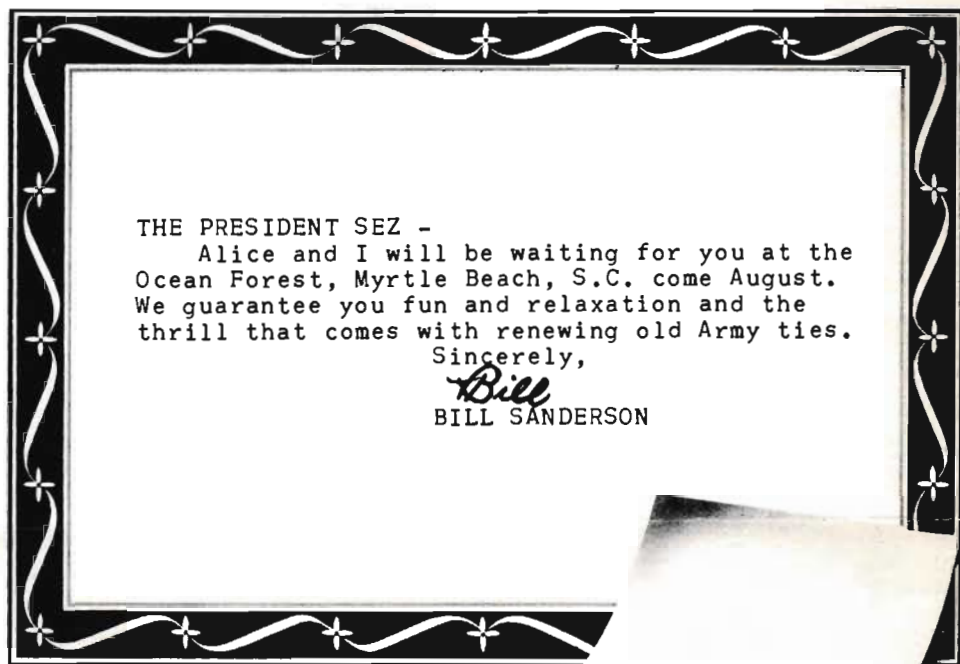 THE PRESIDENT SEZ -
Alice and I will be waiting for you at the
Ocean Forest, Myrtle Beach, S.C. come August.
We guarantee you fun and relaxation and the
thrill that comes with renewing old Army ties.
Sincerely,
Bill
BILL SANDERSON